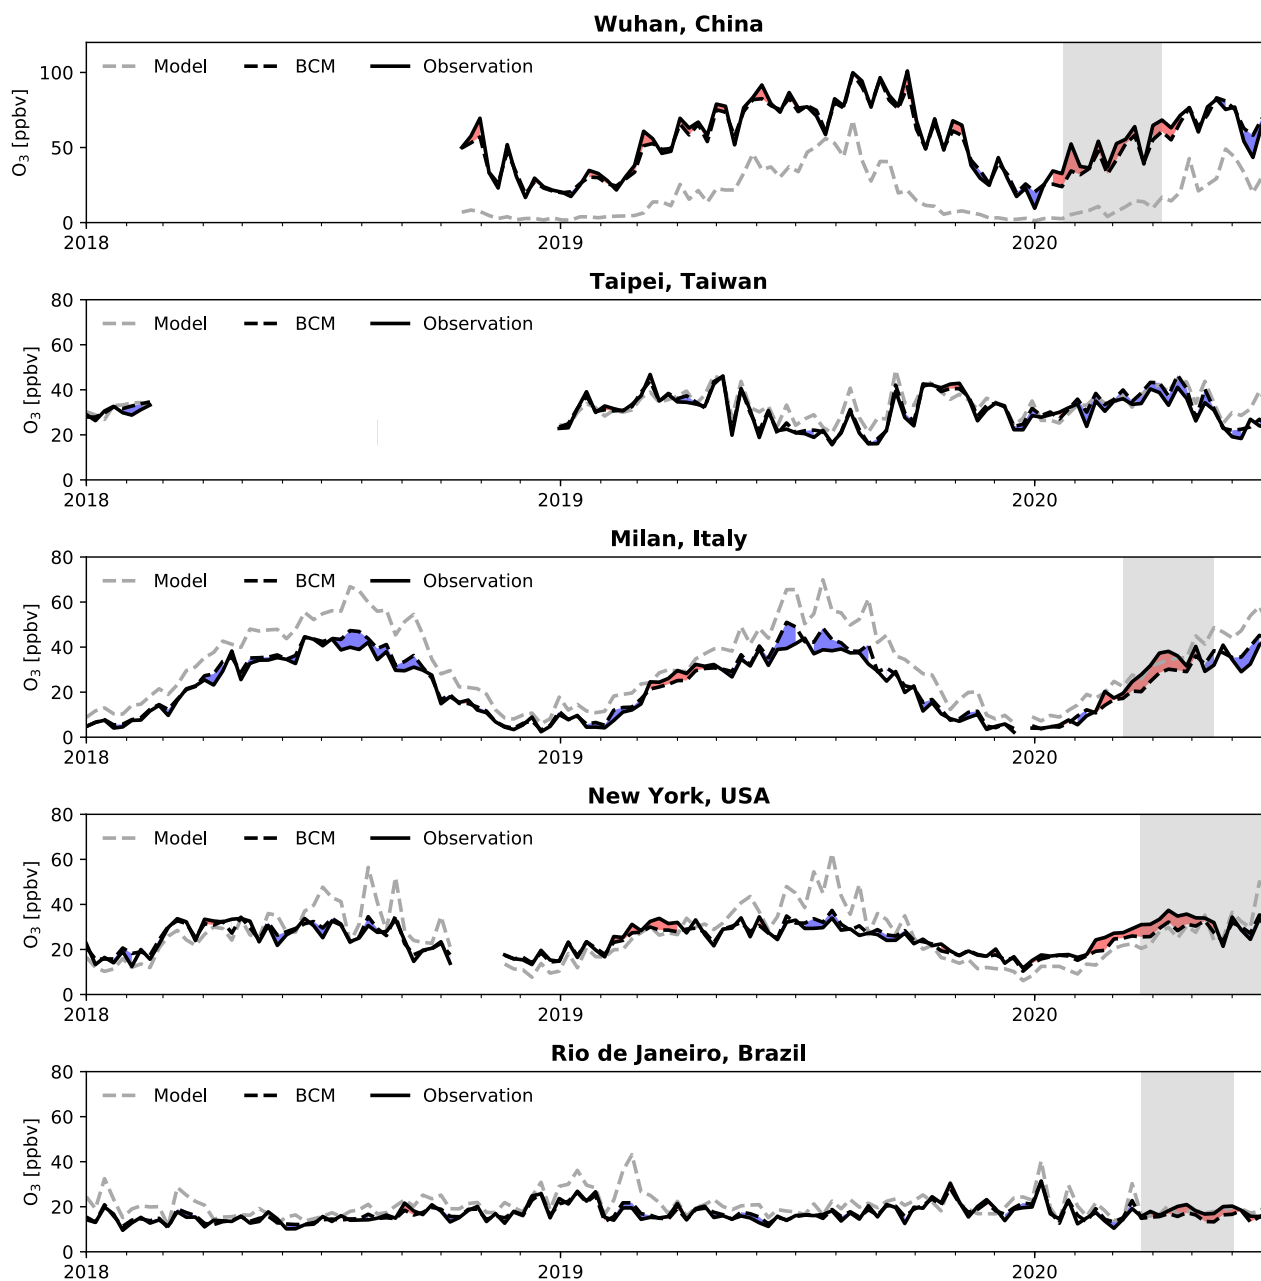 Wuhan, China
Model BCM Observation
O₃ [ppbv]
100
50
0
2018 2019 2020
Taipei, Taiwan
Model BCM Observation
O₃ [ppbv]
80
60
40
20
0
2018 2019 2020
Milan, Italy
Model BCM Observation
O₃ [ppbv]
80
60
40
20
0
2018 2019 2020
New York, USA
Model BCM Observation
O₃ [ppbv]
80
60
40
20
0
2018 2019 2020
Rio de Janeiro, Brazil
Model BCM Observation
O₃ [ppbv]
80
60
40
20
0
2018 2019 2020